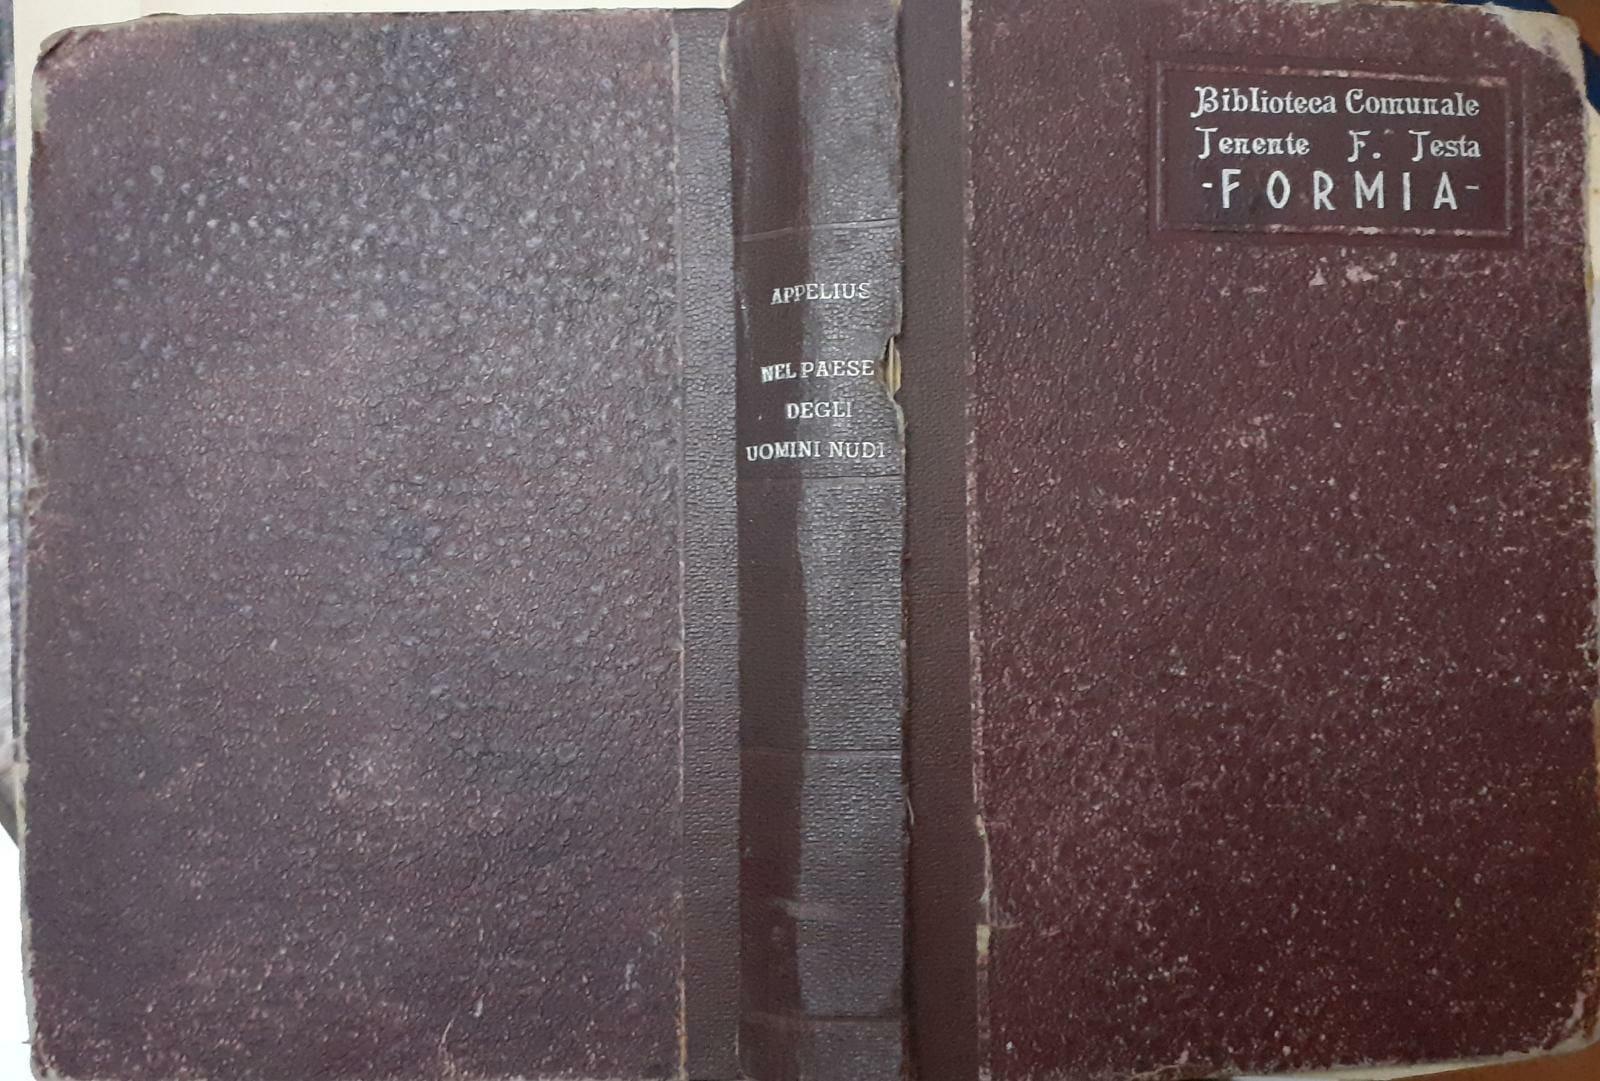 APPELIUS
NEL PAESE
DEGLI
UOMINI NUDI
Biblioteca Comunale
Tenente F. Testa
-FORMIA-